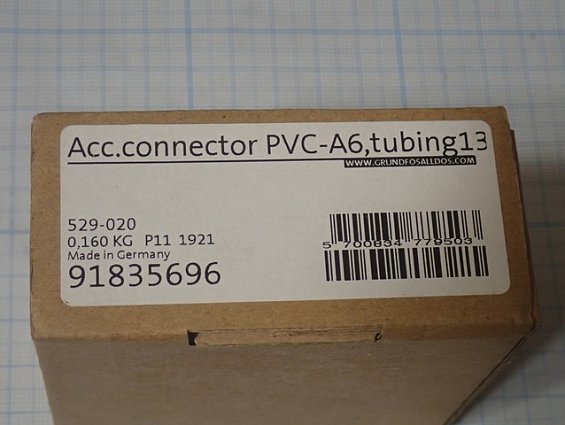 Acc.connector PVC-A6,tubing13
WWW.GRUNDFOSALLDOS.COM
529-020
0,160 KG P11 1921
Made in Germany
91835696
5 700834 779503